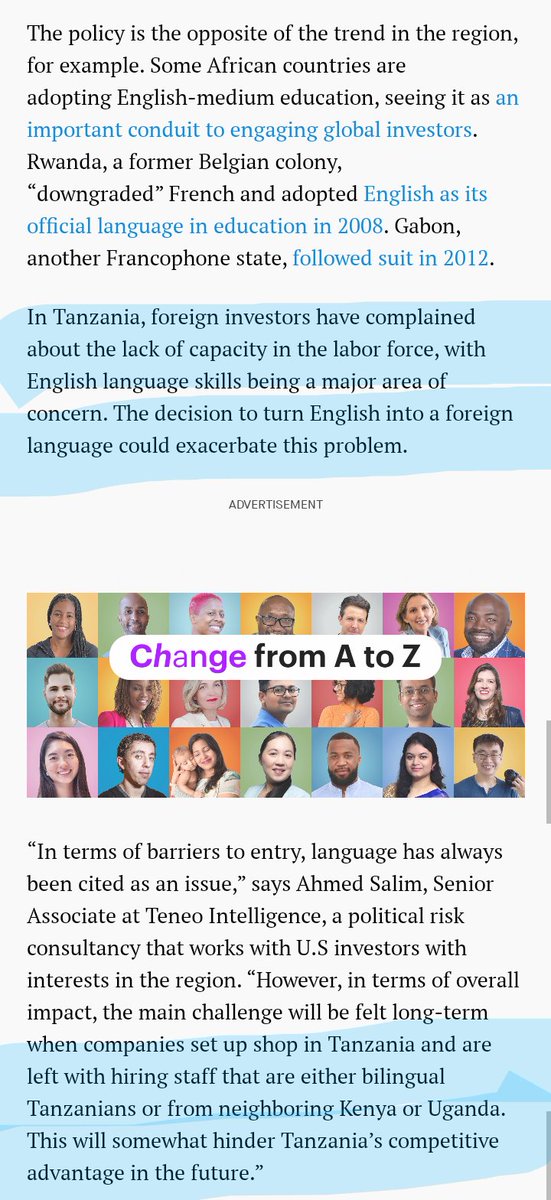 The policy is the opposite of the trend in the region,
for example. Some African countries are
adopting English-medium education, seeing it as an
important conduit to engaging global investors.
Rwanda, a former Belgian colony,
“downgraded” French and adopted English as its
official language in education in 2008. Gabon,
another Francophone state, followed suit in 2012.
In Tanzania, foreign investors have complained
about the lack of capacity in the labor force, with
English language skills being a major area of
concern. The decision to turn English into a foreign
language could exacerbate this problem.
ADVERTISEMENT
Change from A to Z
“In terms of barriers to entry, language has always
been cited as an issue,” says Ahmed Salim, Senior
Associate at Teneo Intelligence, a political risk
consultancy that works with U.S investors with
interests in the region. “However, in terms of overall
impact, the main challenge will be felt long-term
when companies set up shop in Tanzania and are
left with hiring staff that are either bilingual
Tanzanians or from neighboring Kenya or Uganda.
This will somewhat hinder Tanzania’s competitive
advantage in the future.”